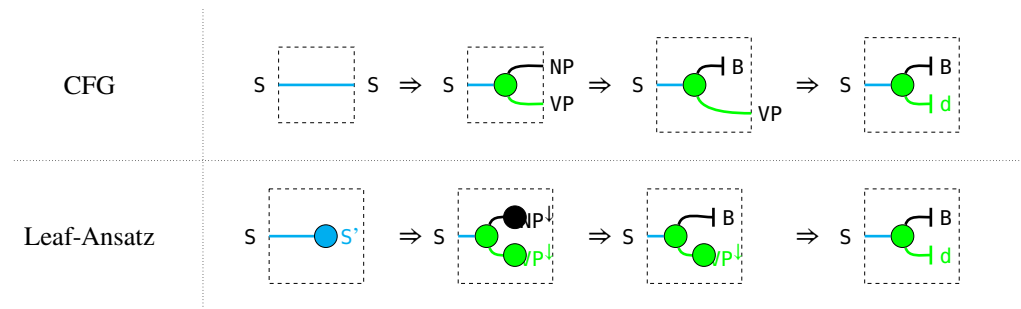 CFG S S ⇒ S NP VP ⇒ S B VP ⇒ S B d
Leaf-Ansatz S S' ⇒ S NP↓ VP↓ ⇒ S B VP↓ ⇒ S B d